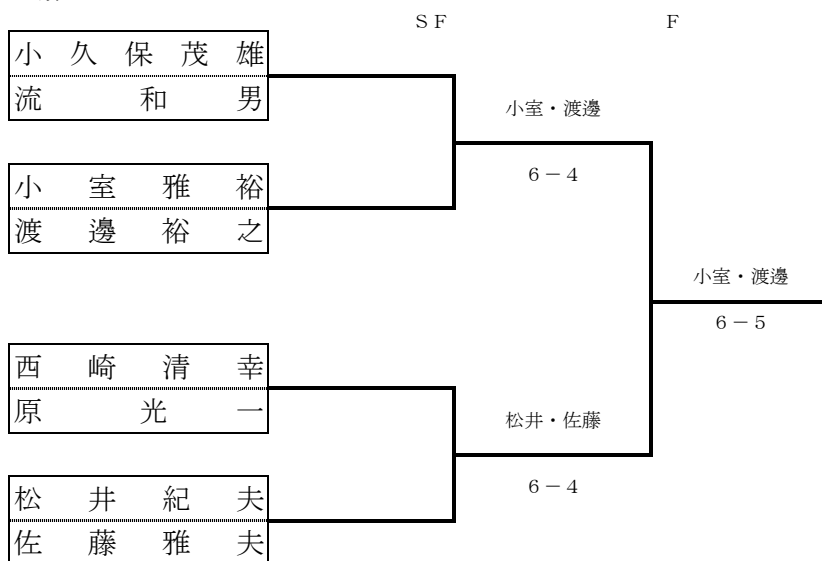 ＳＦ Ｆ
小久保茂雄
流和男
小室・渡邊
６－４
小室雅裕
渡邊裕之
小室・渡邊
６－５
西崎清幸
原光一
松井・佐藤
６－４
松井紀夫
佐藤雅夫